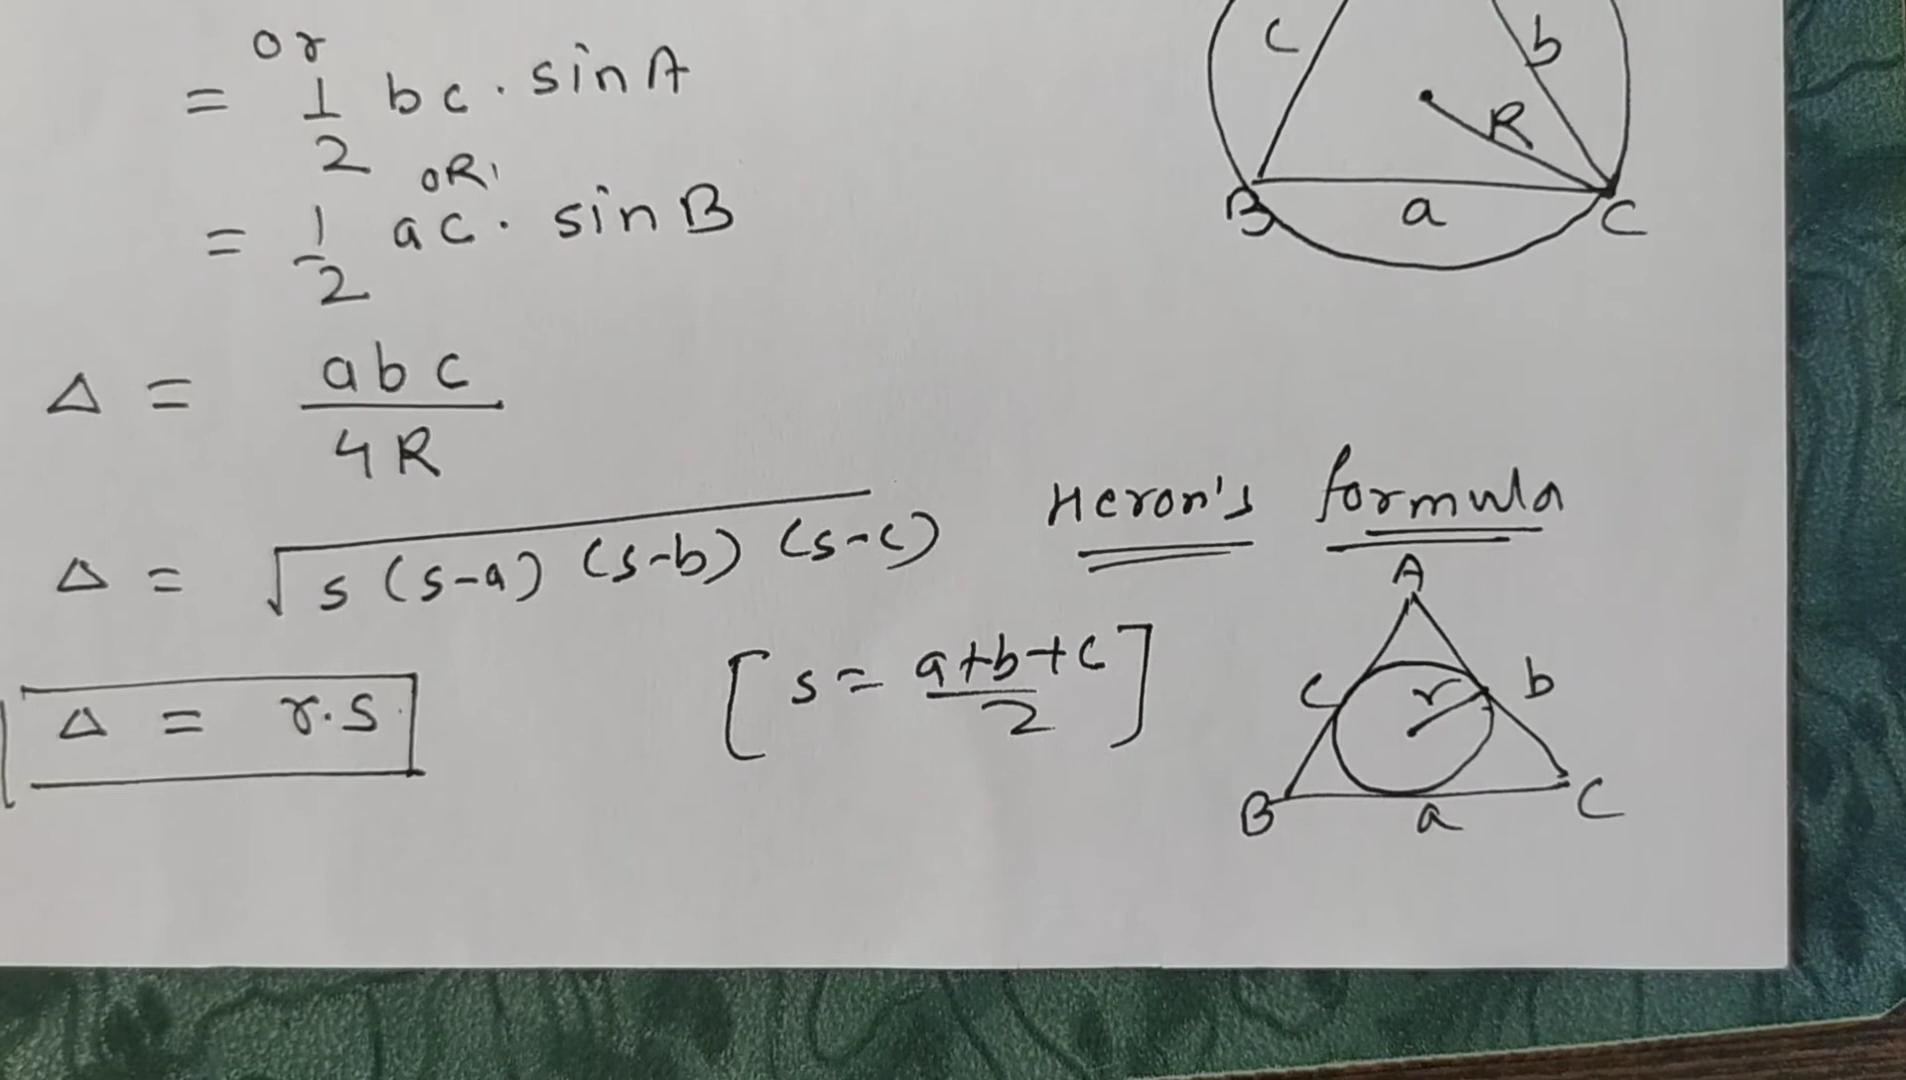 or
= 1/2 bc . sin A
OR
= 1/2 ac . sin B
Δ = abc / 4R
Δ = √s (s-a) (s-b) (s-c)
Heron's formula
[s = a+b+c / 2]
Δ = r.s
c
b
R
B
a
C
A
c
r
b
B
a
C